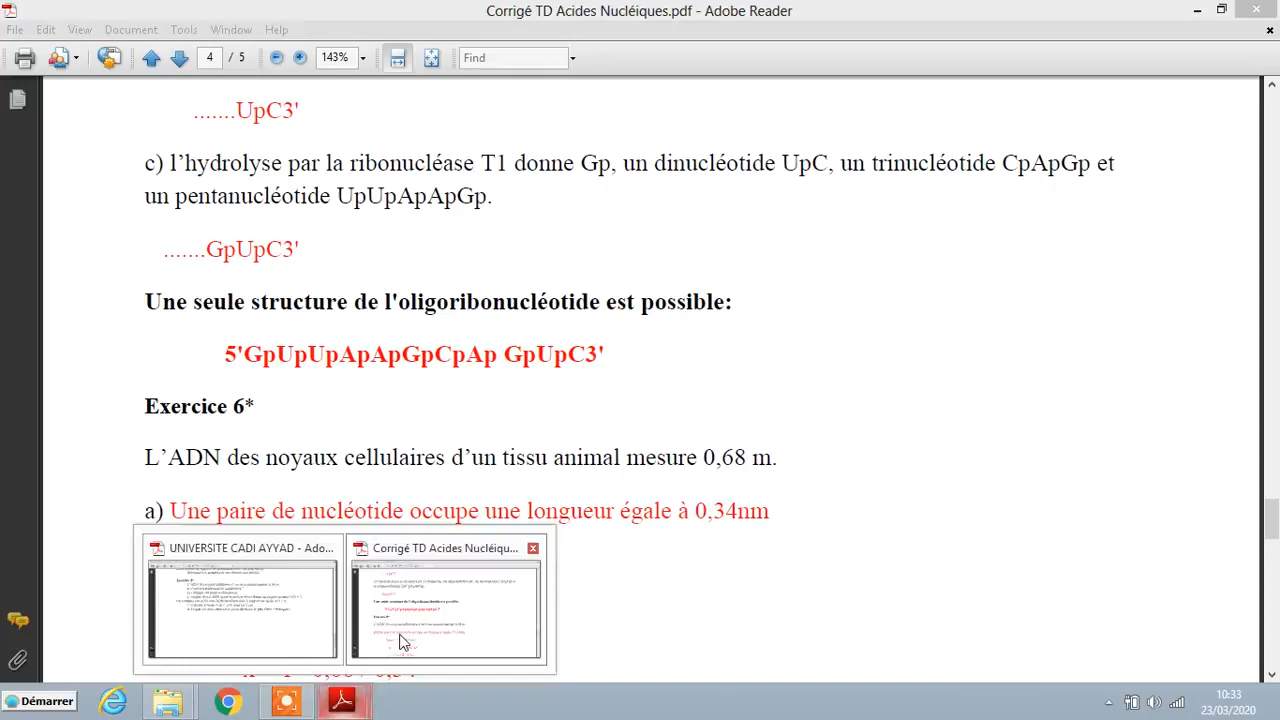 Corrigé TD Acides Nucléiques.pdf - Adobe Reader
File Edit View Document Tools Window Help
4 / 5 143% Find
.......UpC3'
c) l’hydrolyse par la ribonucléase T1 donne Gp, un dinucléotide UpC, un trinucléotide CpApGp et
un pentanucléotide UpUpApApGp.
.......GpUpC3'
Une seule structure de l'oligoribonucléotide est possible:
5'GpUpUpApApGpCpAp GpUpC3'
Exercice 6*
L’ADN des noyaux cellulaires d’un tissu animal mesure 0,68 m.
a) Une paire de nucléotide occupe une longueur égale à 0,34nm
UNIVERSITE CADI AYYAD - Ado...
Corrigé TD Acides Nucléiqu...
Démarrer
10:33
23/03/2020